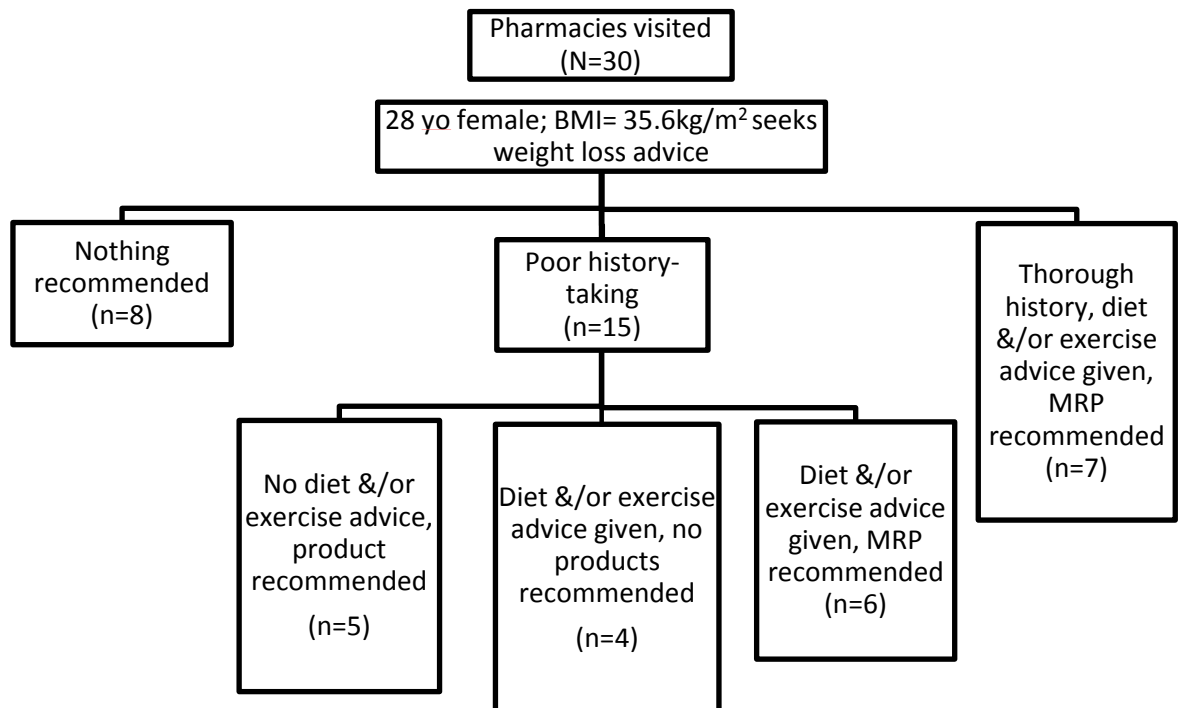 Pharmacies visited
(N=30)
28 yo female; BMI= 35.6kg/m² seeks
weight loss advice
Nothing
recommended
(n=8)
Poor history-
taking
(n=15)
Thorough
history, diet
&/or exercise
advice given,
MRP
recommended
(n=7)
No diet &/or
exercise advice,
product
recommended
(n=5)
Diet &/or exercise
advice given, no
products
recommended
(n=4)
Diet &/or
exercise advice
given, MRP
recommended
(n=6)